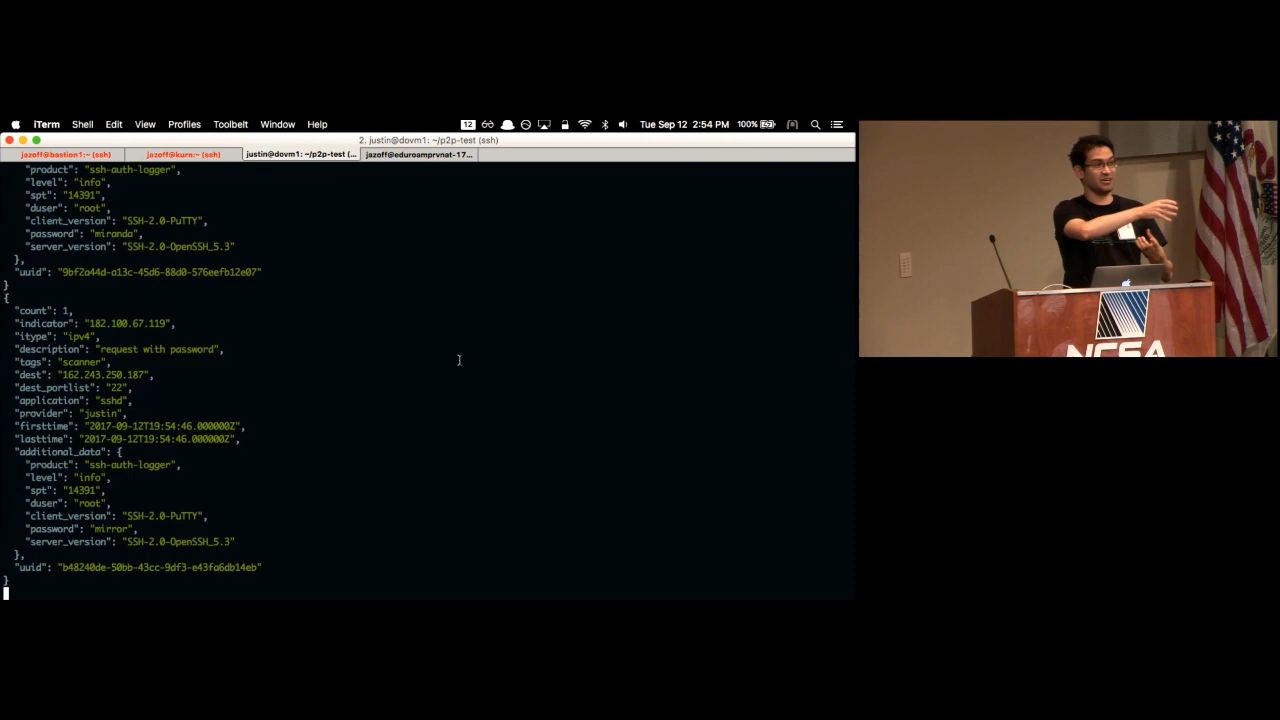 iTerm Shell Edit View Profiles Toolbelt Window Help 12 Tue Sep 12 2:54 PM 100%
2. justin@dovm1: ~/p2p-test (ssh)
jazoff@bastion1:~ (ssh) jazoff@kurn:~ (ssh) justin@dovm1: ~/p2p-test (... jazoff@eduroamprvnat-17...
"product": "ssh-auth-logger",
"level": "info",
"spt": "14391",
"duser": "root",
"client_version": "SSH-2.0-PuTTY",
"password": "miranda",
"server_version": "SSH-2.0-OpenSSH_5.3"
},
"uuid": "9bf2a44d-a13c-45d6-88d0-576eefb12e07"
}
{
"count": 1,
"indicator": "182.100.67.119",
"itype": "ipv4",
"description": "request with password",
"tags": "scanner",
"dest": "162.243.250.187",
"dest_portlist": "22",
"application": "sshd",
"provider": "justin",
"firsttime": "2017-09-12T19:54:46.000000Z",
"lasttime": "2017-09-12T19:54:46.000000Z",
"additional_data": {
"product": "ssh-auth-logger",
"level": "info",
"spt": "14391",
"duser": "root",
"client_version": "SSH-2.0-PuTTY",
"password": "mirror",
"server_version": "SSH-2.0-OpenSSH_5.3"
},
"uuid": "b48240de-50bb-43cc-9df3-e43fa6db14eb"
}
NCSA